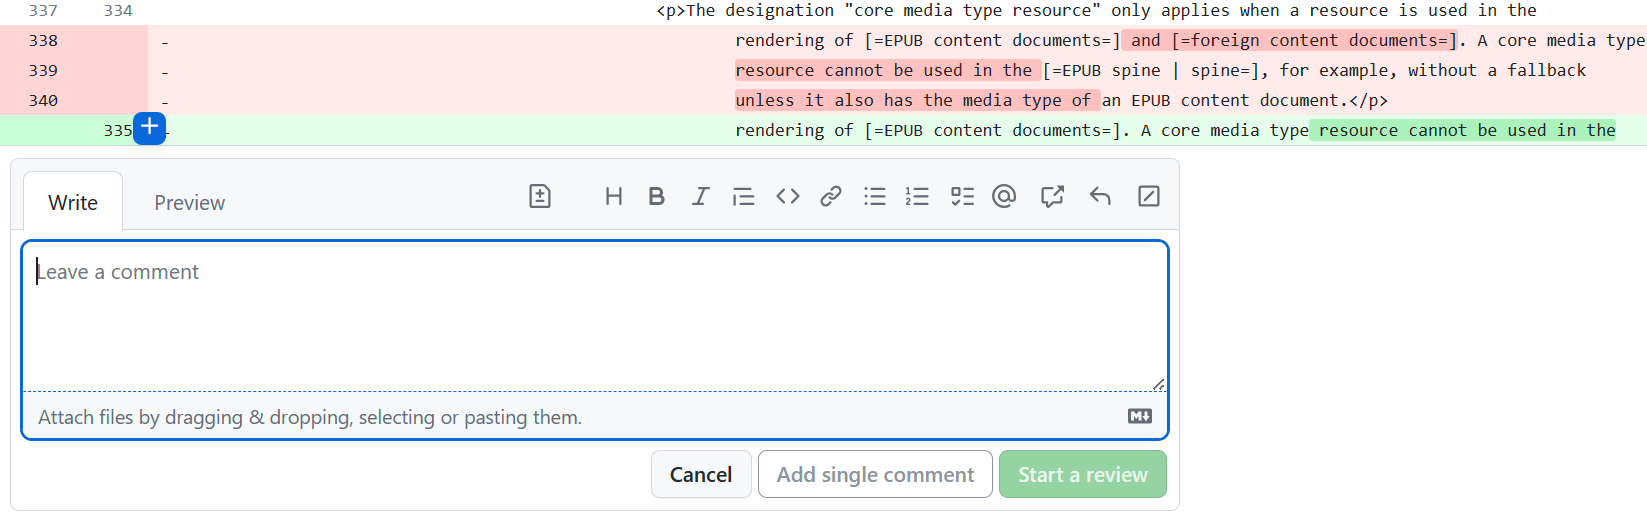 337 334 <p>The designation "core media type resource" only applies when a resource is used in the
338 - rendering of [=EPUB content documents=] and [=foreign content documents=]. A core media type
339 - resource cannot be used in the [=EPUB spine | spine=], for example, without a fallback
340 - unless it also has the media type of an EPUB content document.</p>
335 rendering of [=EPUB content documents=]. A core media type resource cannot be used in the
Write Preview
Leave a comment
Attach files by dragging & dropping, selecting or pasting them.
Cancel Add single comment Start a review